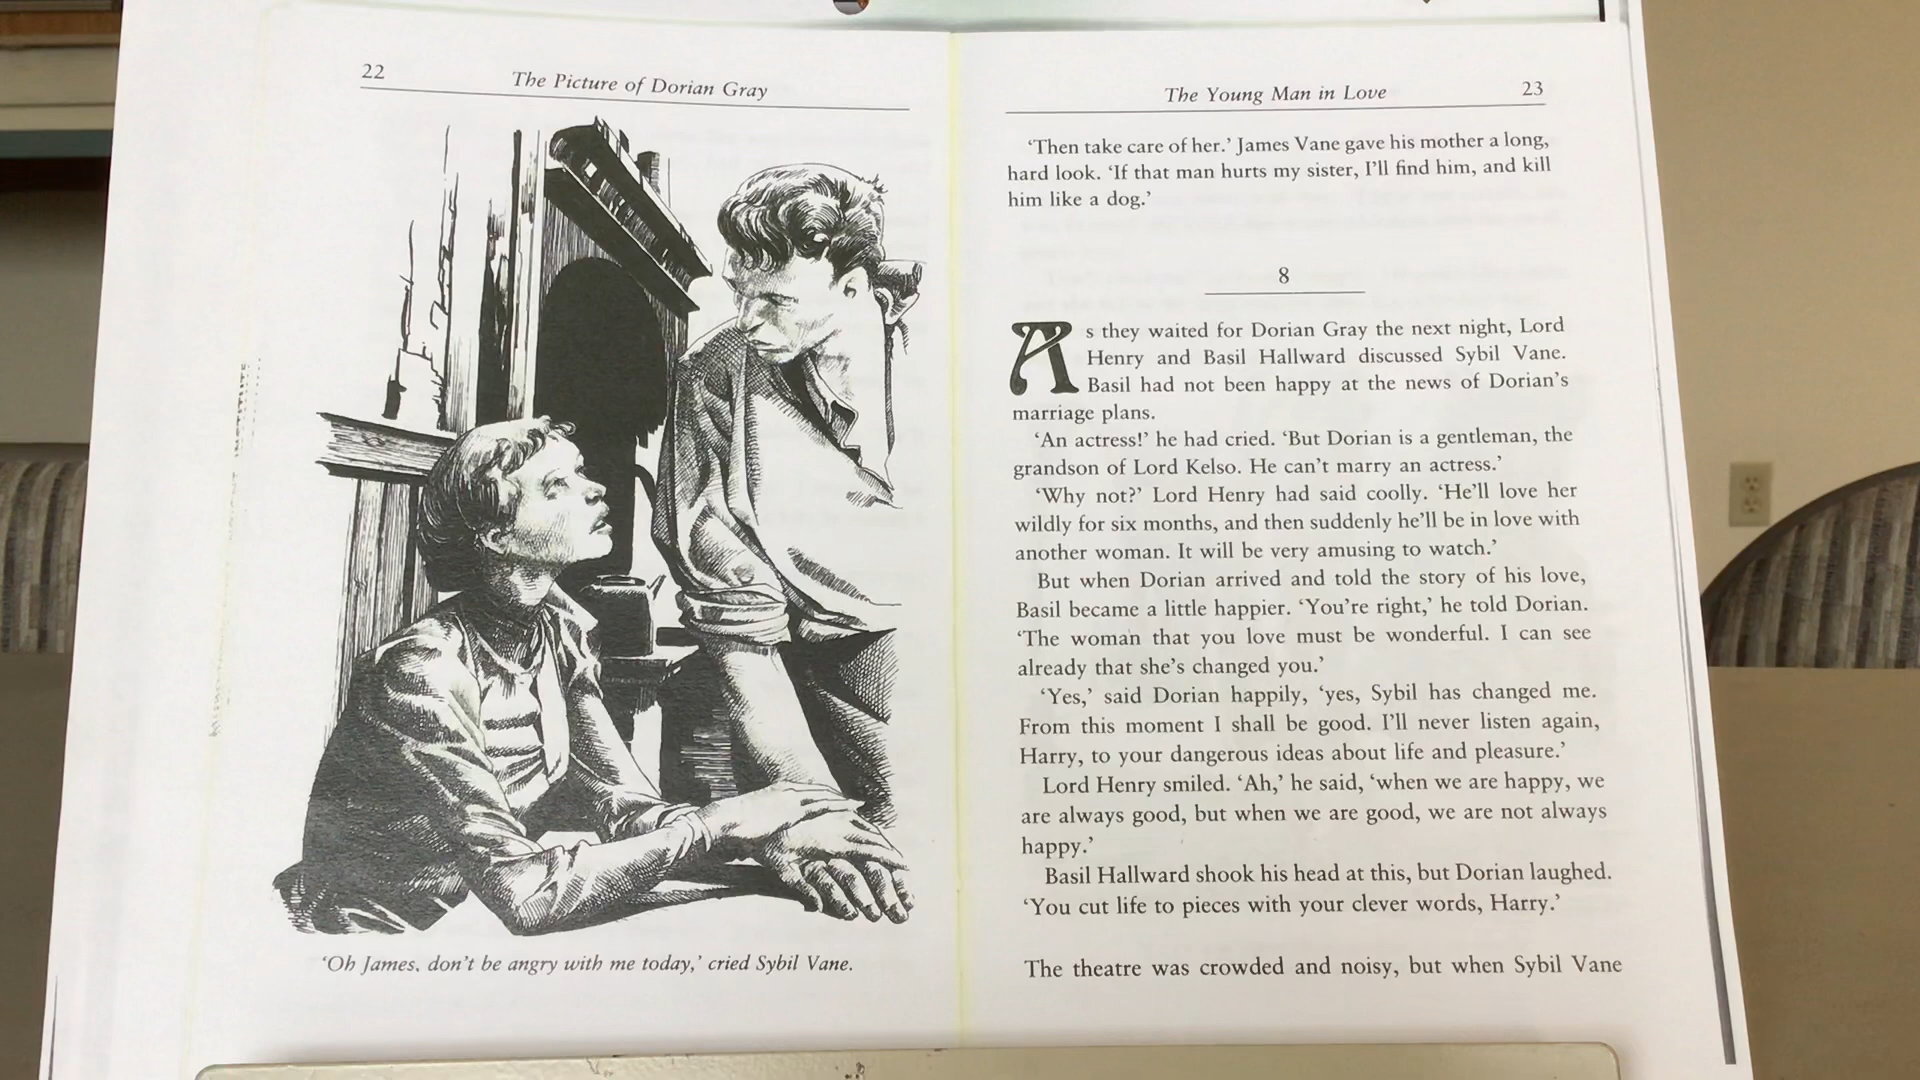 22
The Picture of Dorian Gray
‘Oh James, don’t be angry with me today,’ cried Sybil Vane.
The Young Man in Love
23
‘Then take care of her.’ James Vane gave his mother a long,
hard look. ‘If that man hurts my sister, I’ll find him, and kill
him like a dog.’
8
As they waited for Dorian Gray the next night, Lord
Henry and Basil Hallward discussed Sybil Vane.
Basil had not been happy at the news of Dorian’s
marriage plans.
‘An actress!’ he had cried. ‘But Dorian is a gentleman, the
grandson of Lord Kelso. He can’t marry an actress.’
‘Why not?’ Lord Henry had said coolly. ‘He’ll love her
wildly for six months, and then suddenly he’ll be in love with
another woman. It will be very amusing to watch.’
But when Dorian arrived and told the story of his love,
Basil became a little happier. ‘You’re right,’ he told Dorian.
‘The woman that you love must be wonderful. I can see
already that she’s changed you.’
‘Yes,’ said Dorian happily, ‘yes, Sybil has changed me.
From this moment I shall be good. I’ll never listen again,
Harry, to your dangerous ideas about life and pleasure.’
Lord Henry smiled. ‘Ah,’ he said, ‘when we are happy, we
are always good, but when we are good, we are not always
happy.’
Basil Hallward shook his head at this, but Dorian laughed.
‘You cut life to pieces with your clever words, Harry.’
The theatre was crowded and noisy, but when Sybil Vane